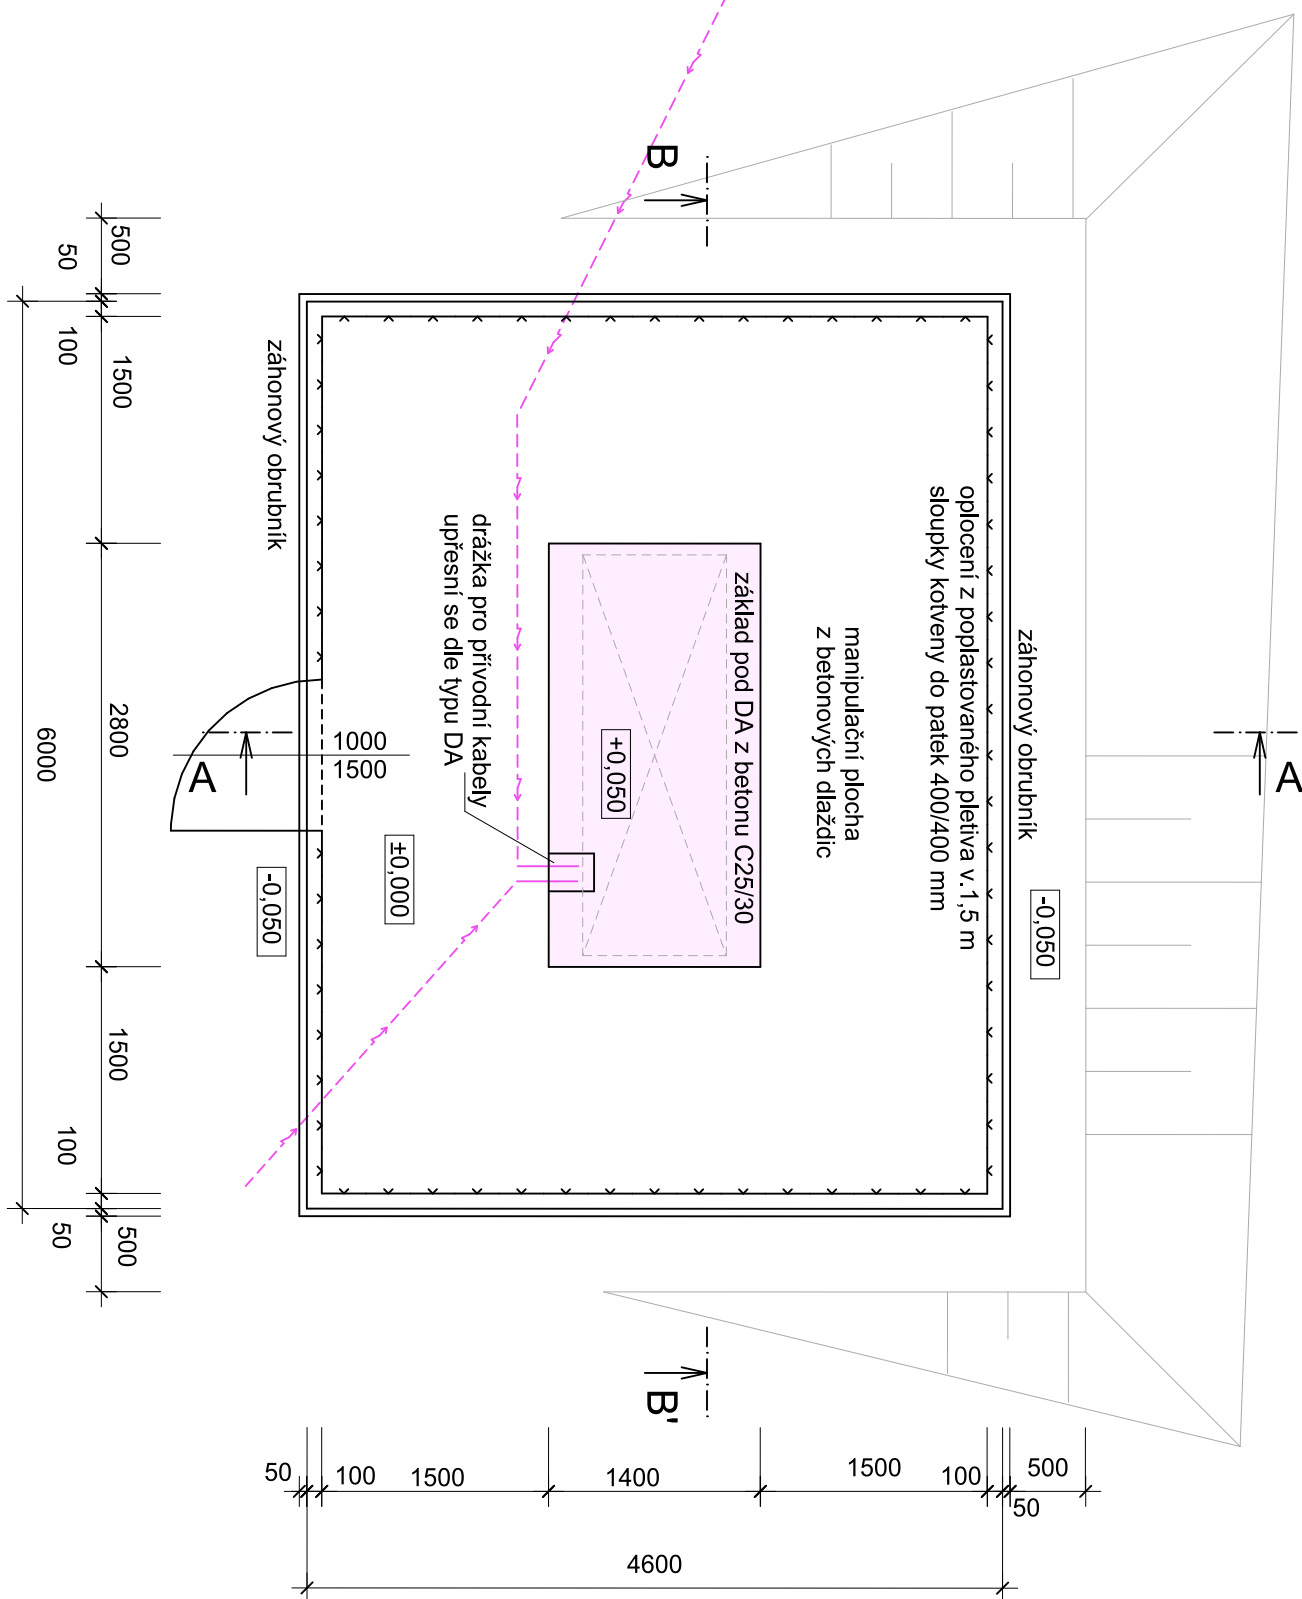 B
500
50
100
1500
2800
6000
1500
100
500
50
záhonový obrubník
drážka pro přívodní kabely
upřesní se dle typu DA
1000
1500
A
±0,000
-0,050
+0,050
základ pod DA z betonu C25/30
manipulační plocha
z betonových dlaždic
oplocení z poplastovaného pletiva v.1,5 m
sloupky kotveny do patek 400/400 mm
záhonový obrubník
-0,050
A
B'
50
100
1500
1400
1500
100
50
500
4600